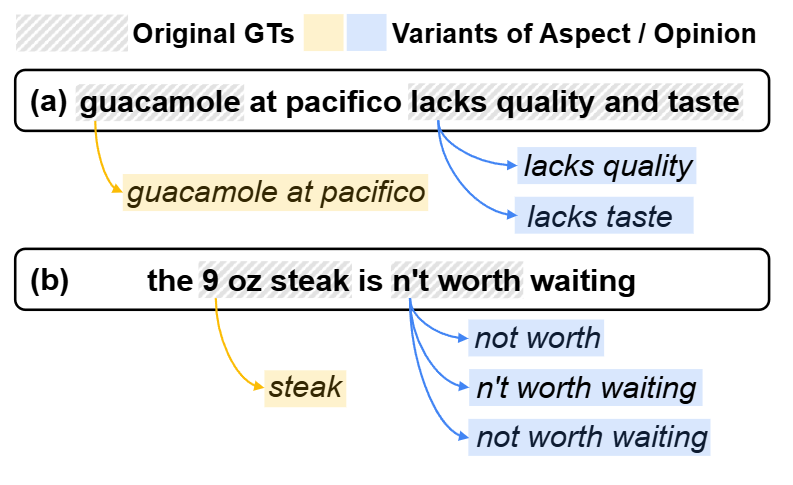 Original GTs Variants of Aspect / Opinion
(a) guacamole at pacifico lacks quality and taste
lacks quality
guacamole at pacifico
lacks taste
(b) the 9 oz steak is n't worth waiting
not worth
steak
n't worth waiting
not worth waiting